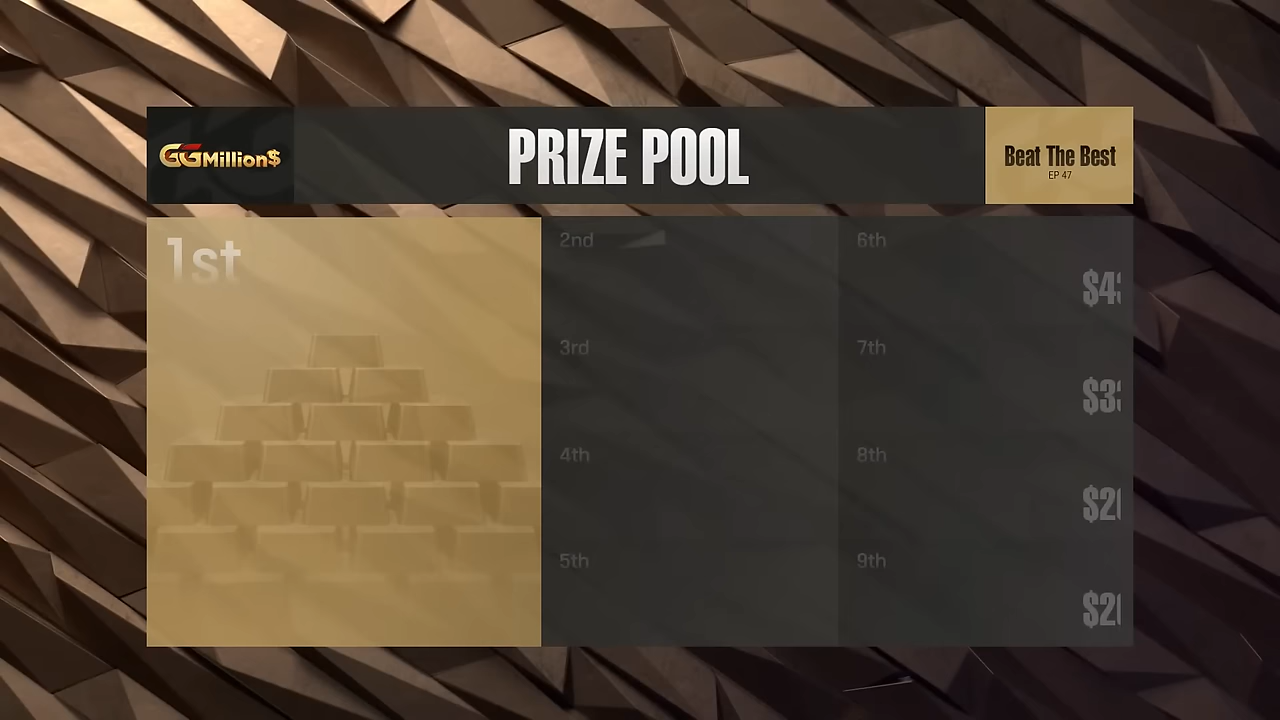 GGMillion$
PRIZE POOL
Beat The Best
EP 47
1st
2nd
3rd
4th
5th
6th
7th
8th
9th